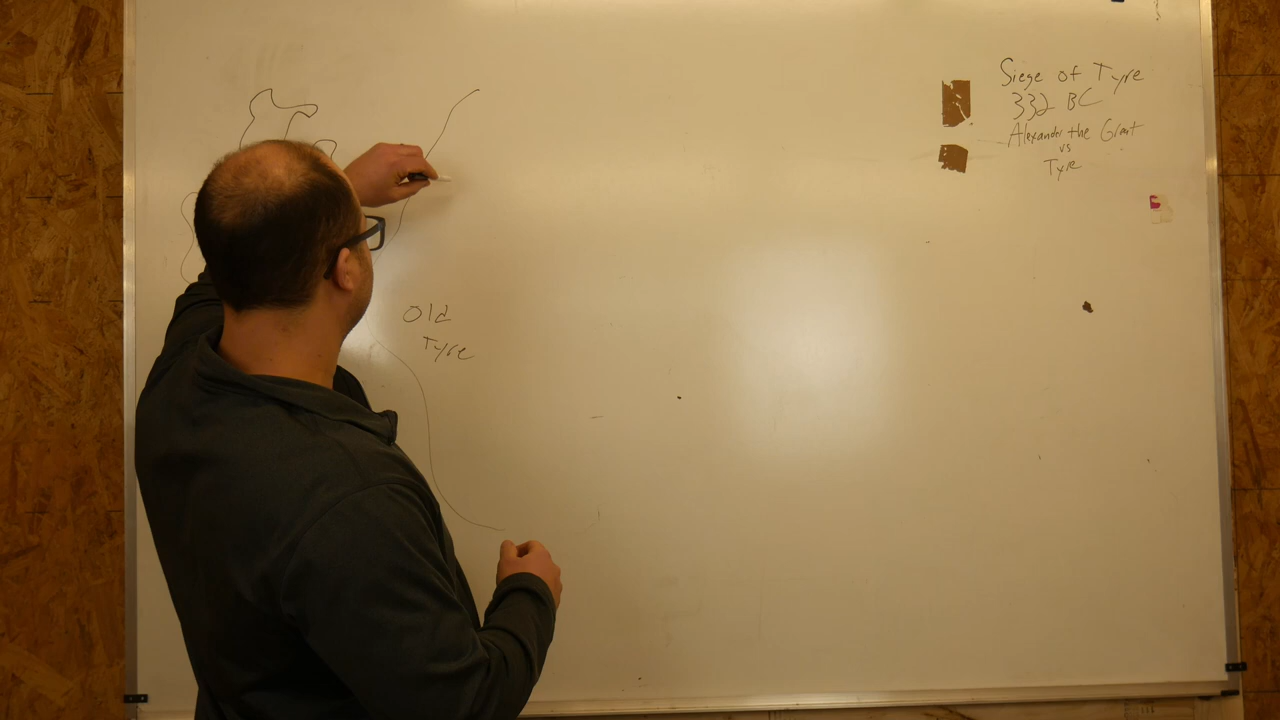 Siege of Tyre
332 BC
Alexander the Great
vs
Tyre
Old
Tyre